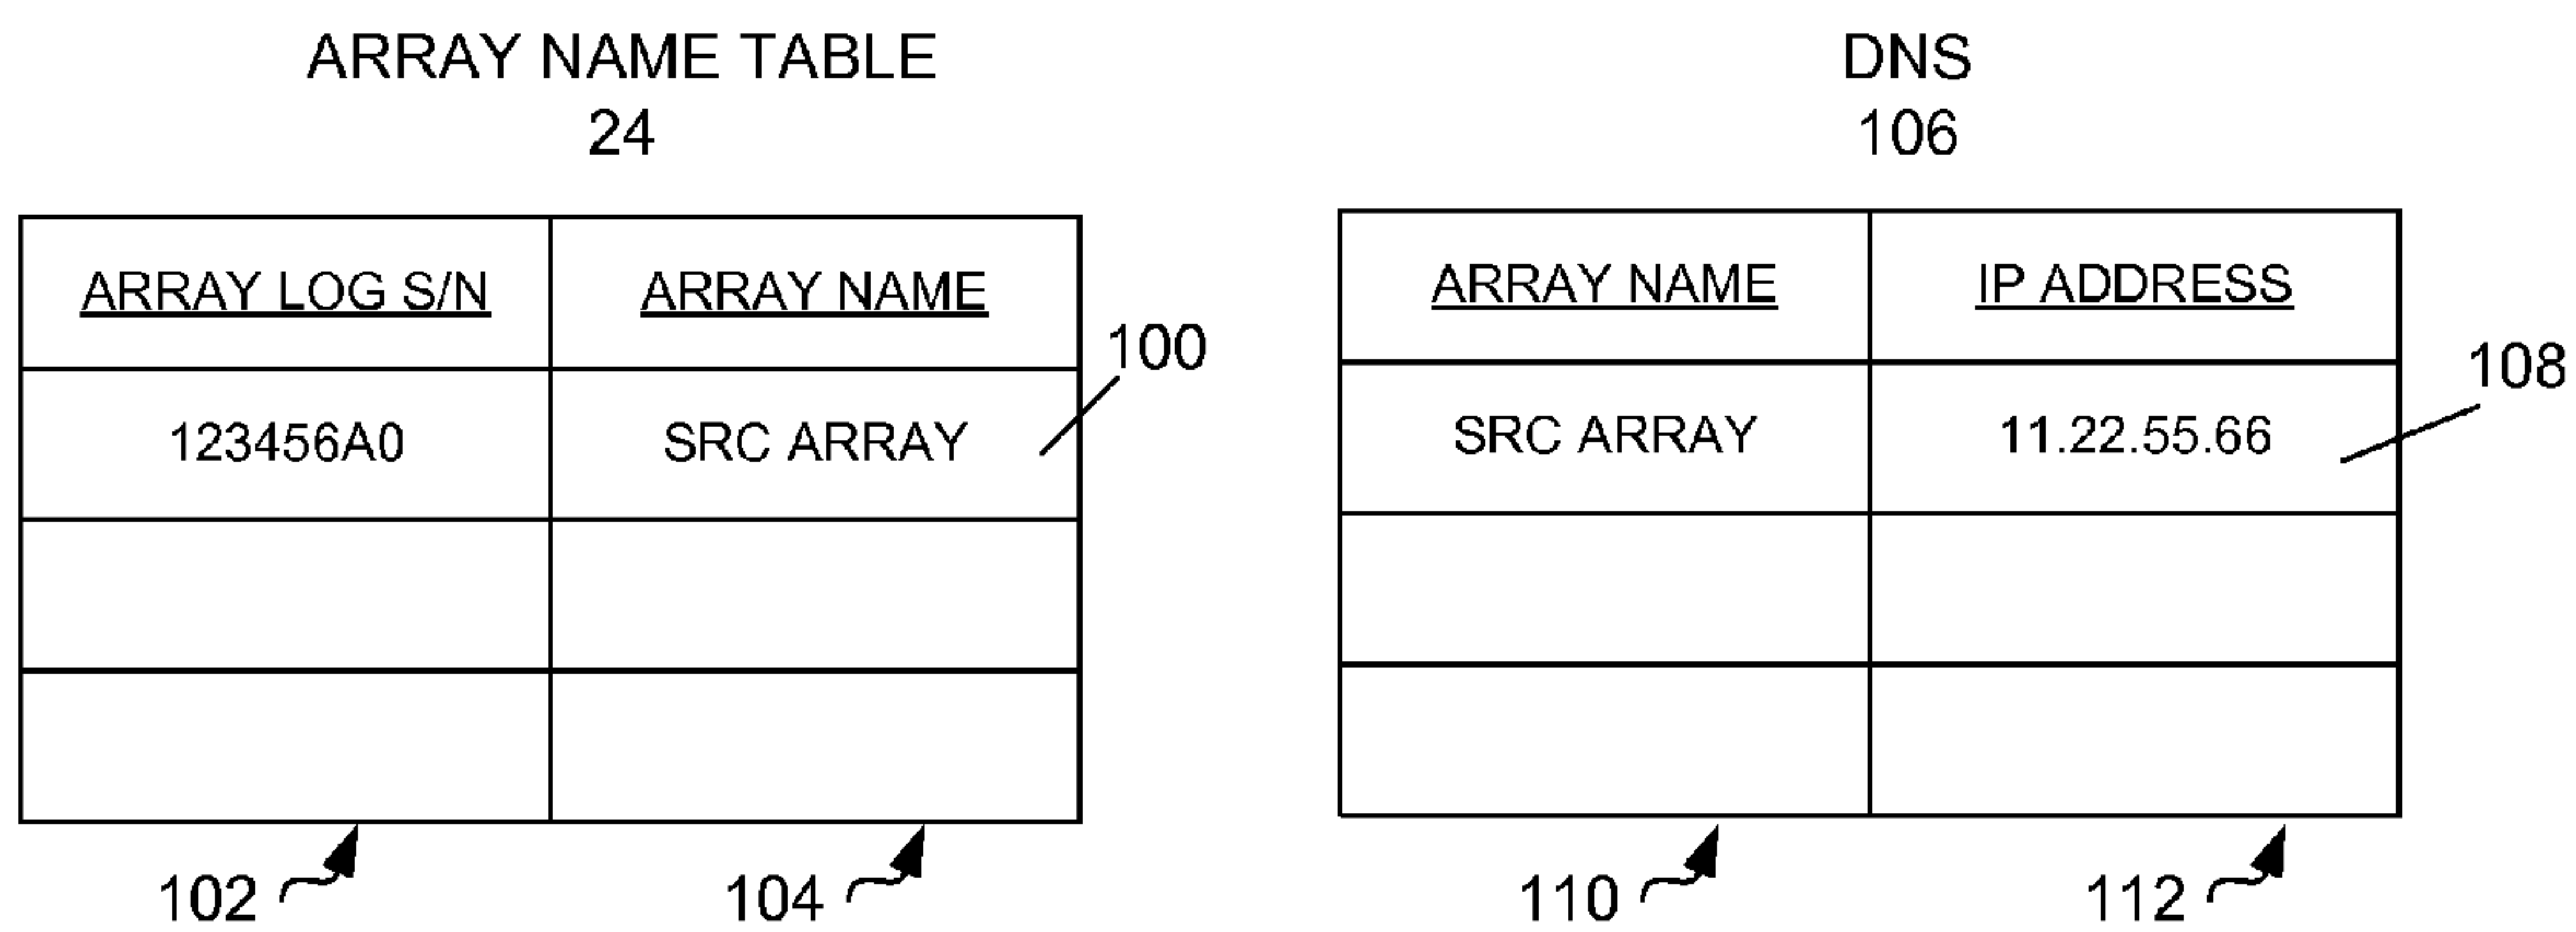 ARRAY NAME TABLE
24
ARRAY LOG S/N ARRAY NAME
100
123456A0 SRC ARRAY
102 104
DNS
106
ARRAY NAME IP ADDRESS
108
SRC ARRAY 11.22.55.66
110 112